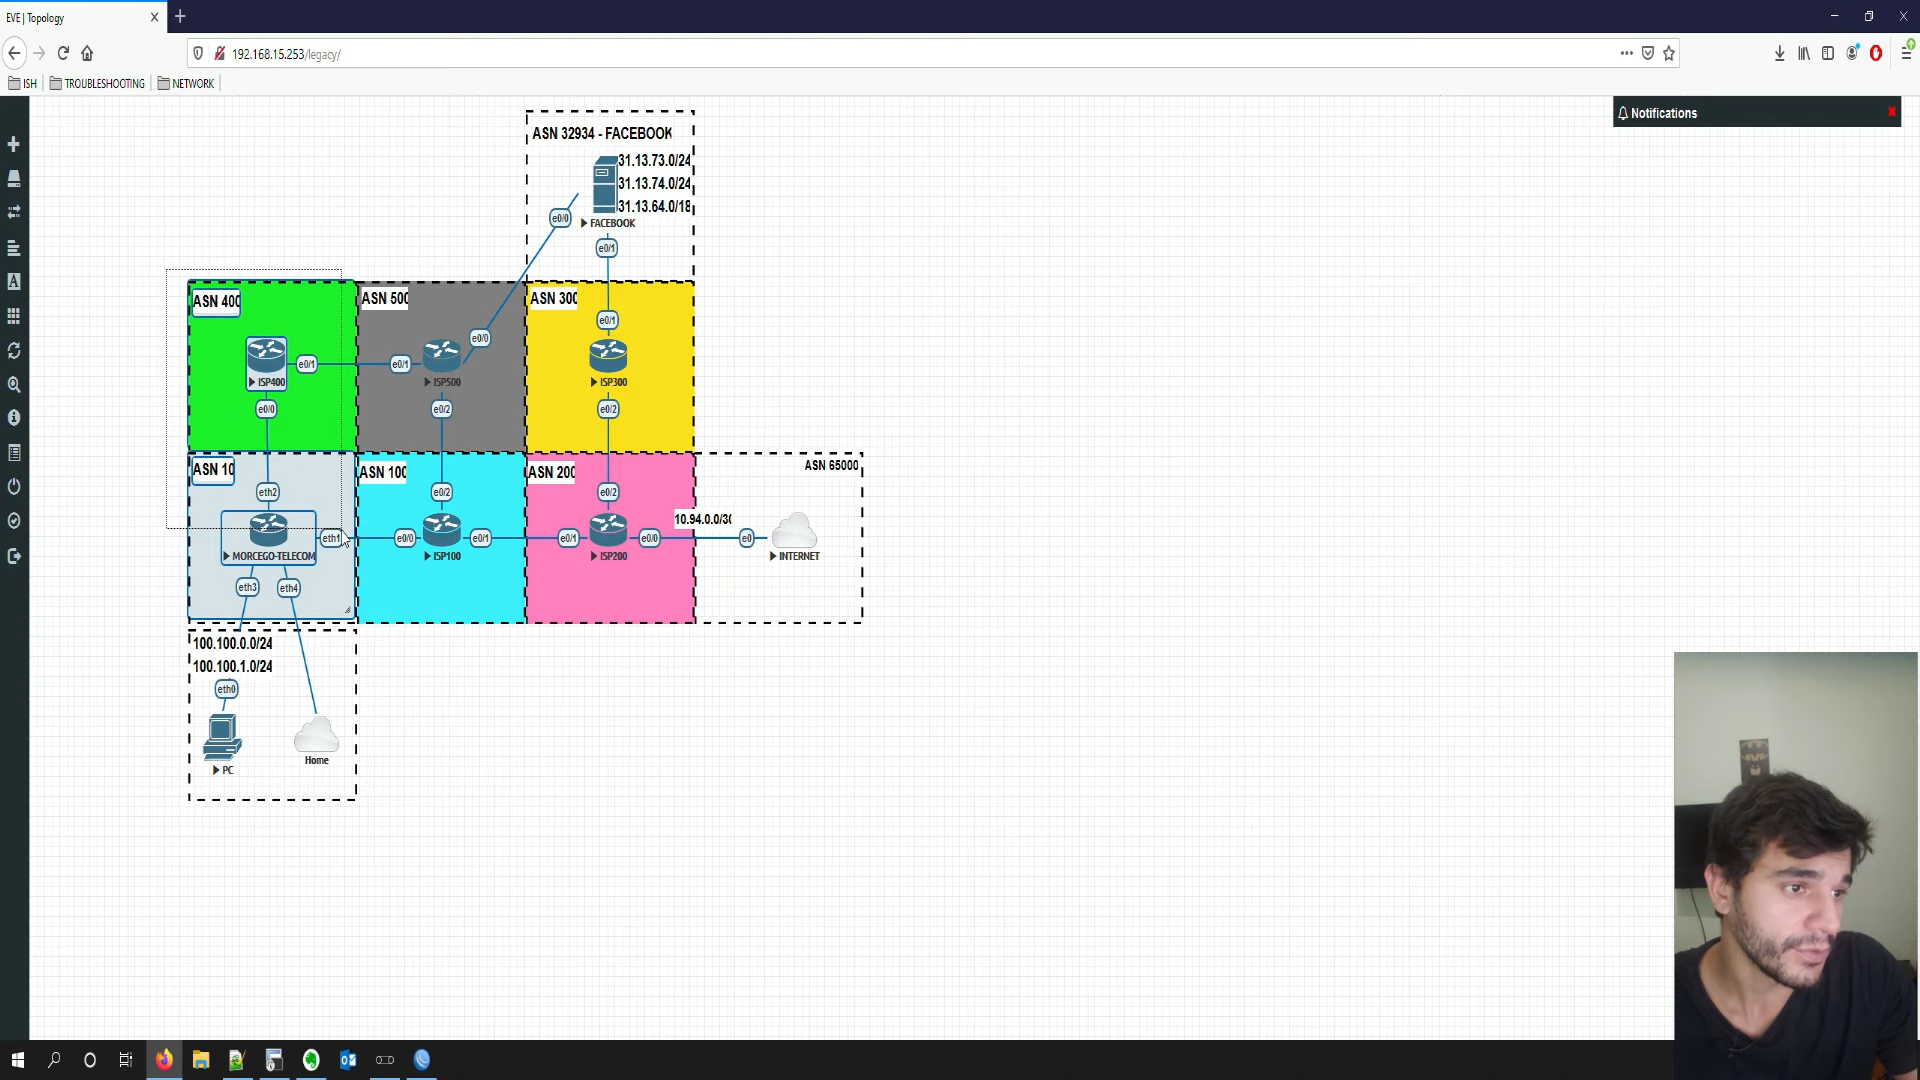 EVE | Topology
192.168.15.253/legacy/
ISH
TROUBLESHOOTING
NETWORK
Notifications
ASN 32934 - FACEBOOK
31.13.73.0/24
31.13.74.0/24
31.13.64.0/18
e0/0
FACEBOOK
e0/1
ASN 400
ASN 500
ASN 300
e0/1
e0/0
ISP400
e0/1
e0/1
ISP500
ISP300
e0/0
e0/2
e0/2
ASN 10
ASN 100
ASN 200
ASN 65000
eth2
e0/2
e0/2
10.94.0.0/30
MORCEGO-TELECOM
eth1
e0/0
ISP100
e0/1
e0/1
ISP200
e0/0
e0
INTERNET
eth3
eth4
100.100.0.0/24
100.100.1.0/24
eth0
PC
Home